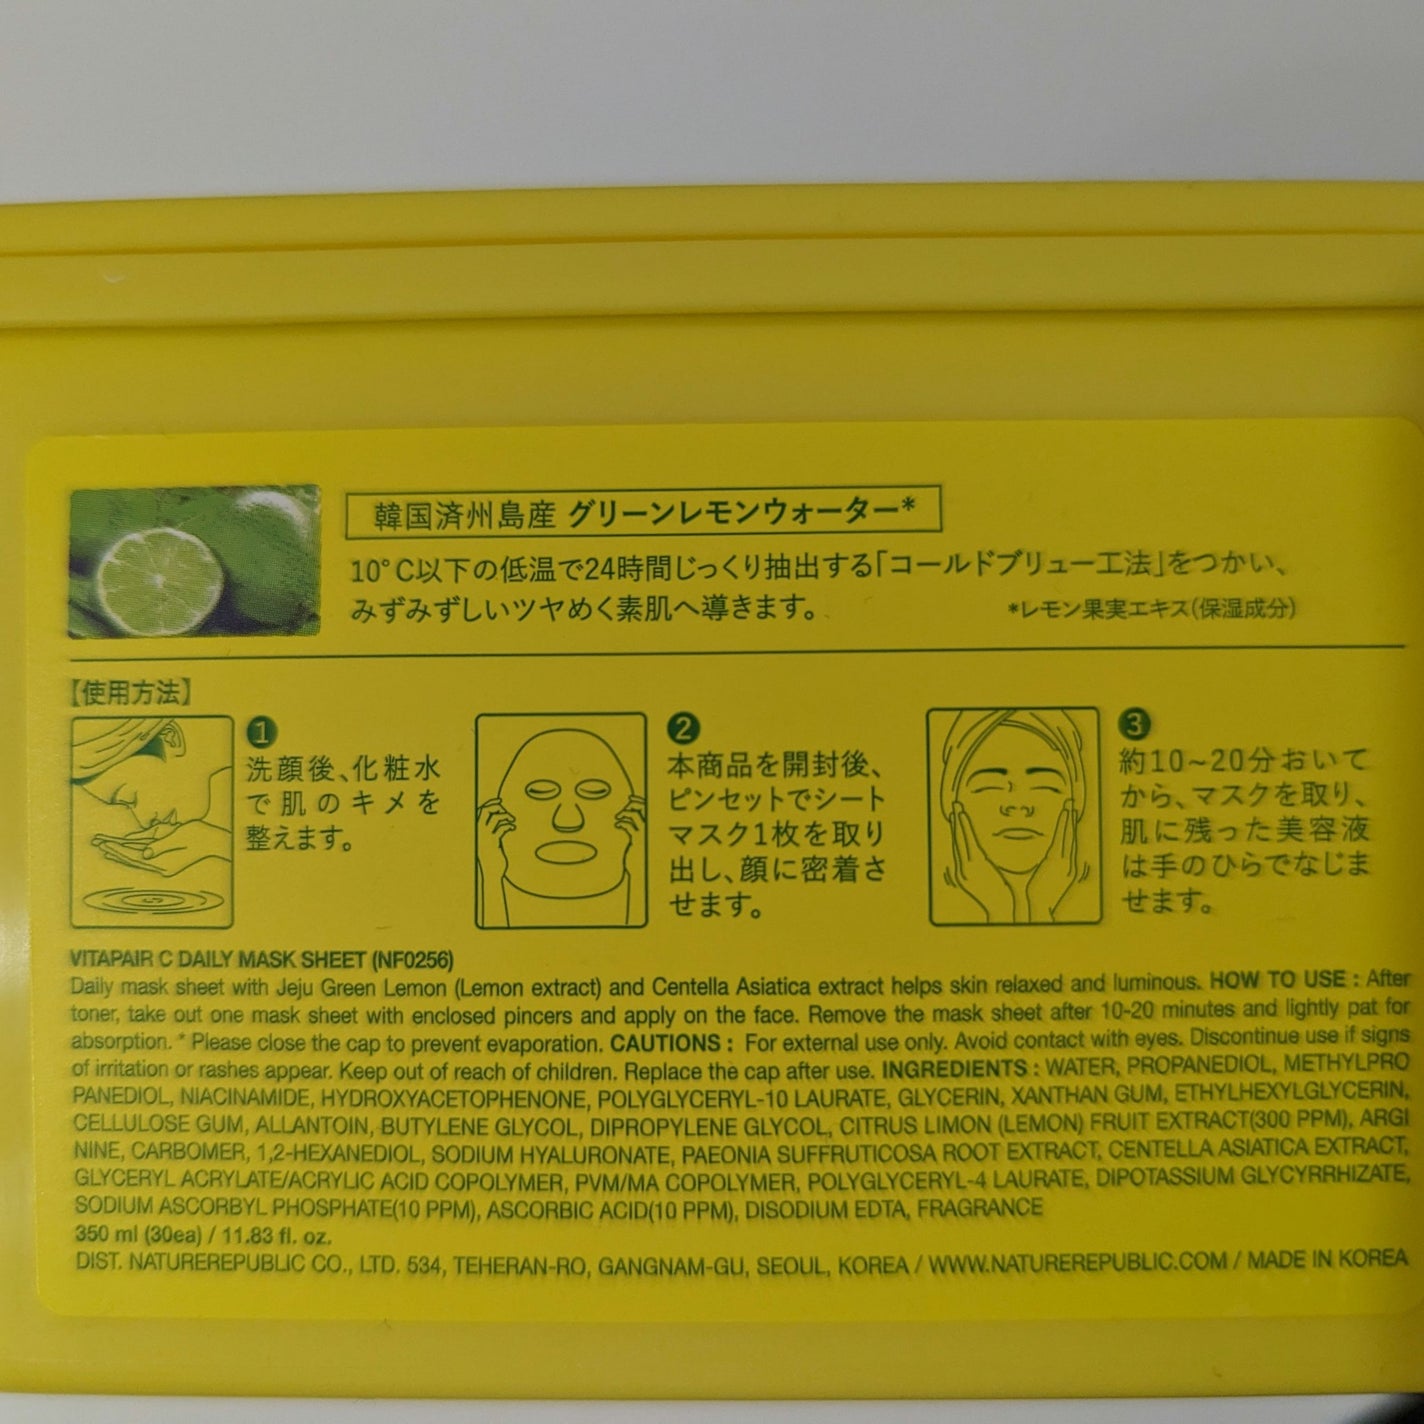 韓国済州島産 グリーンレモンウォーター*
10°C以下の低温で24時間じっくり抽出する「コールドブリュー工法」をつかい、
みずみずしいツヤめく素肌へ導きます。
*レモン果実エキス(保湿成分)
【使用方法】
1
洗顔後、化粧水
で肌のキメを
整えます。
2
本商品を開封後、
ピンセットでシート
マスク1枚を取り
出し、顔に密着さ
せます。
3
約10~20分おいて
から、マスクを取り、
肌に残った美容液
は手のひらでなじま
せます。
VITAPAIR C DAILY MASK SHEET (NF0256)
Daily mask sheet with Jeju Green Lemon (Lemon extract) and Centella Asiatica extract helps skin relaxed and luminous. HOW TO USE : After
toner, take out one mask sheet with enclosed pincers and apply on the face. Remove the mask sheet after 10-20 minutes and lightly pat for
absorption. * Please close the cap to prevent evaporation. CAUTIONS : For external use only. Avoid contact with eyes. Discontinue use if signs
of irritation or rashes appear. Keep out of reach of children. Replace the cap after use. INGREDIENTS : WATER, PROPANEDIOL, METHYLPRO
PANEDIOL, NIACINAMIDE, HYDROXYACETOPHENONE, POLYGLYCERYL-10 LAURATE, GLYCERIN, XANTHAN GUM, ETHYLHEXYLGLYCERIN,
CELLULOSE GUM, ALLANTOIN, BUTYLENE GLYCOL, DIPROPYLENE GLYCOL, CITRUS LIMON (LEMON) FRUIT EXTRACT(300 PPM), ARGI
NINE, CARBOMER, 1,2-HEXANEDIOL, SODIUM HYALURONATE, PAEONIA SUFFRUTICOSA ROOT EXTRACT, CENTELLA ASIATICA EXTRACT,
GLYCERYL ACRYLATE/ACRYLIC ACID COPOLYMER, PVM/MA COPOLYMER, POLYGLYCERYL-4 LAURATE, DIPOTASSIUM GLYCYRRHIZATE,
SODIUM ASCORBYL PHOSPHATE(10 PPM), ASCORBIC ACID(10 PPM), DISODIUM EDTA, FRAGRANCE
350 ml (30ea) / 11.83 fl. oz.
DIST. NATUREREPUBLIC CO., LTD. 534, TEHERAN-RO, GANGNAM-GU, SEOUL, KOREA / WWW.NATUREREPUBLIC.COM / MADE IN KOREA